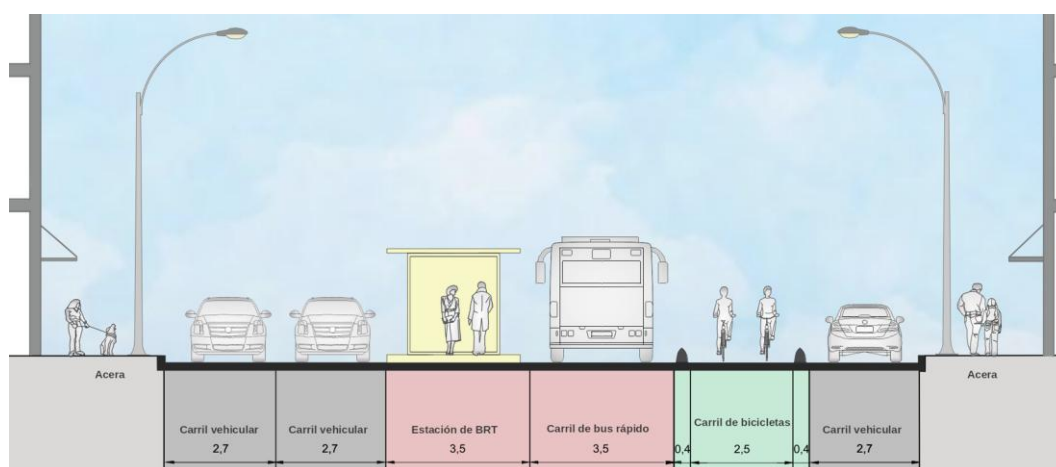 Acera
Carril vehicular
2,7
Carril vehicular
2,7
Estación de BRT
3,5
Carril de bus rápido
3,5
0,4
Carril de bicicletas
2,5
0,4
Carril vehicular
2,7
Acera